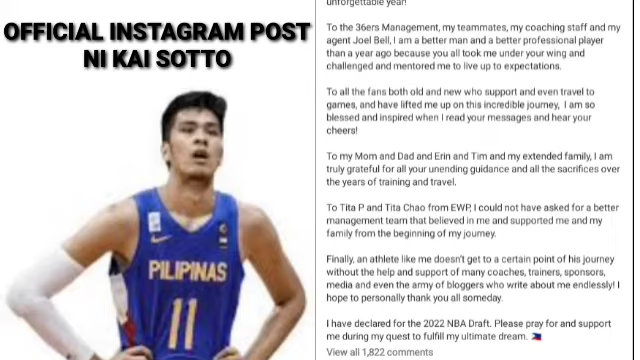 OFFICIAL INSTAGRAM POST
NI KAI SOTTO
PILIPINAS
11
unforgettable year!
To the 36ers Management, my teammates, my coaching staff and my
agent Joel Bell, I am a better man and a better professional player
than a year ago because you all took me under your wing and
challenged and mentored me to live up to expectations.
To all the fans both old and new who support and even travel to
games, and have lifted me up on this incredible journey, I am so
blessed and inspired when I read your messages and hear your
cheers!
To my Mom and Dad and Erin and Tim and my extended family, I am
truly grateful for all your unending guidance and all the sacrifices over
the years of training and travel.
To Tita P and Tita Chao from EWP, I could not have asked for a better
management team that believed in me and supported me and my
family from the beginning of my journey.
Finally, an athlete like me doesn't get to a certain point of his journey
without the help and support of many coaches, trainers, sponsors,
media and even the army of bloggers who write about me endlessly! I
hope to personally thank you all someday.
I have declared for the 2022 NBA Draft. Please pray for and support
me during my quest to fulfill my ultimate dream. 🇵🇭
View all 1,822 comments